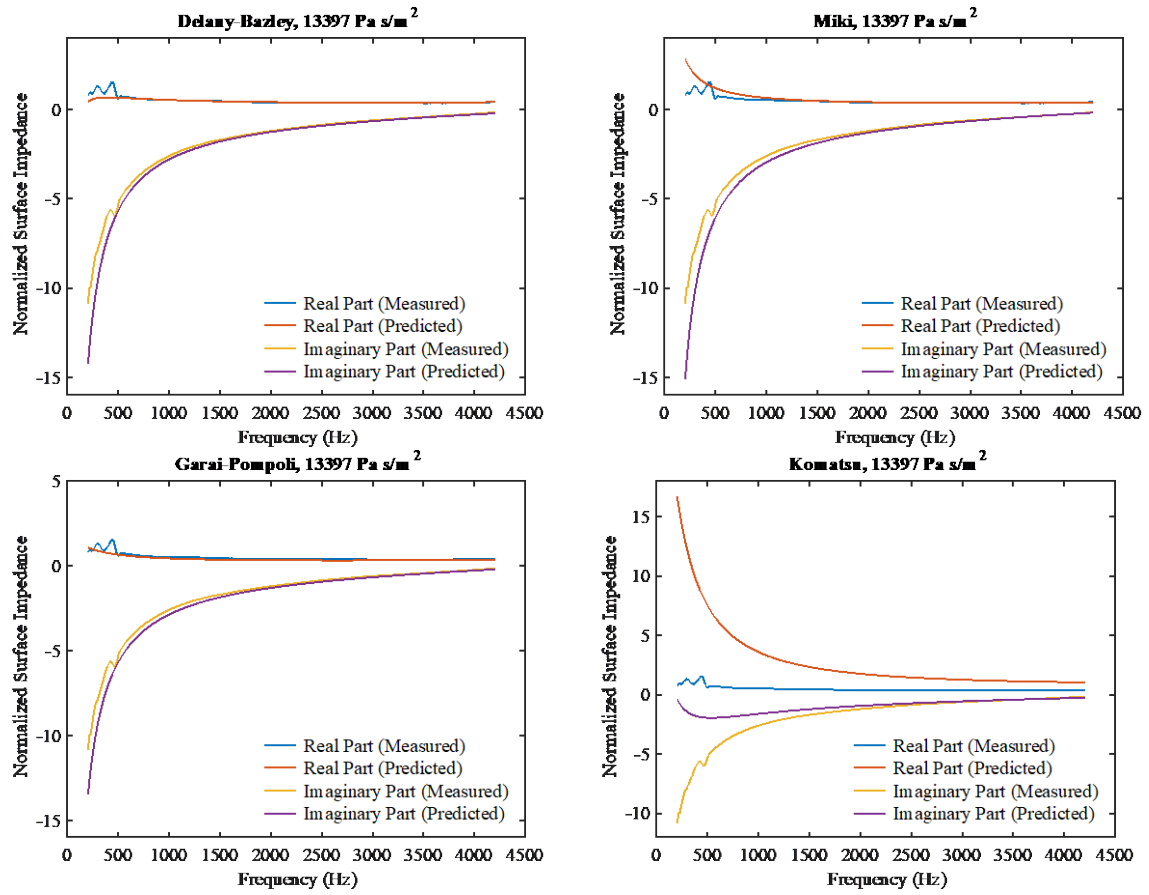 Delany-Bazley, 13397 Pa s/m²
0
−5
−10
−15
Normalized Surface Impedance
Real Part (Measured)
Real Part (Predicted)
Imaginary Part (Measured)
Imaginary Part (Predicted)
0 500 1000 1500 2000 2500 3000 3500 4000 4500
Frequency (Hz)
Miki, 13397 Pa s/m²
0
−5
−10
−15
Normalized Surface Impedance
Real Part (Measured)
Real Part (Predicted)
Imaginary Part (Measured)
Imaginary Part (Predicted)
0 500 1000 1500 2000 2500 3000 3500 4000 4500
Frequency (Hz)
Garai-Pompoli, 13397 Pa s/m²
5
0
−5
−10
−15
Normalized Surface Impedance
Real Part (Measured)
Real Part (Predicted)
Imaginary Part (Measured)
Imaginary Part (Predicted)
0 500 1000 1500 2000 2500 3000 3500 4000 4500
Frequency (Hz)
Komatsu, 13397 Pa s/m²
15
10
5
0
−5
−10
Normalized Surface Impedance
Real Part (Measured)
Real Part (Predicted)
Imaginary Part (Measured)
Imaginary Part (Predicted)
0 500 1000 1500 2000 2500 3000 3500 4000 4500
Frequency (Hz)